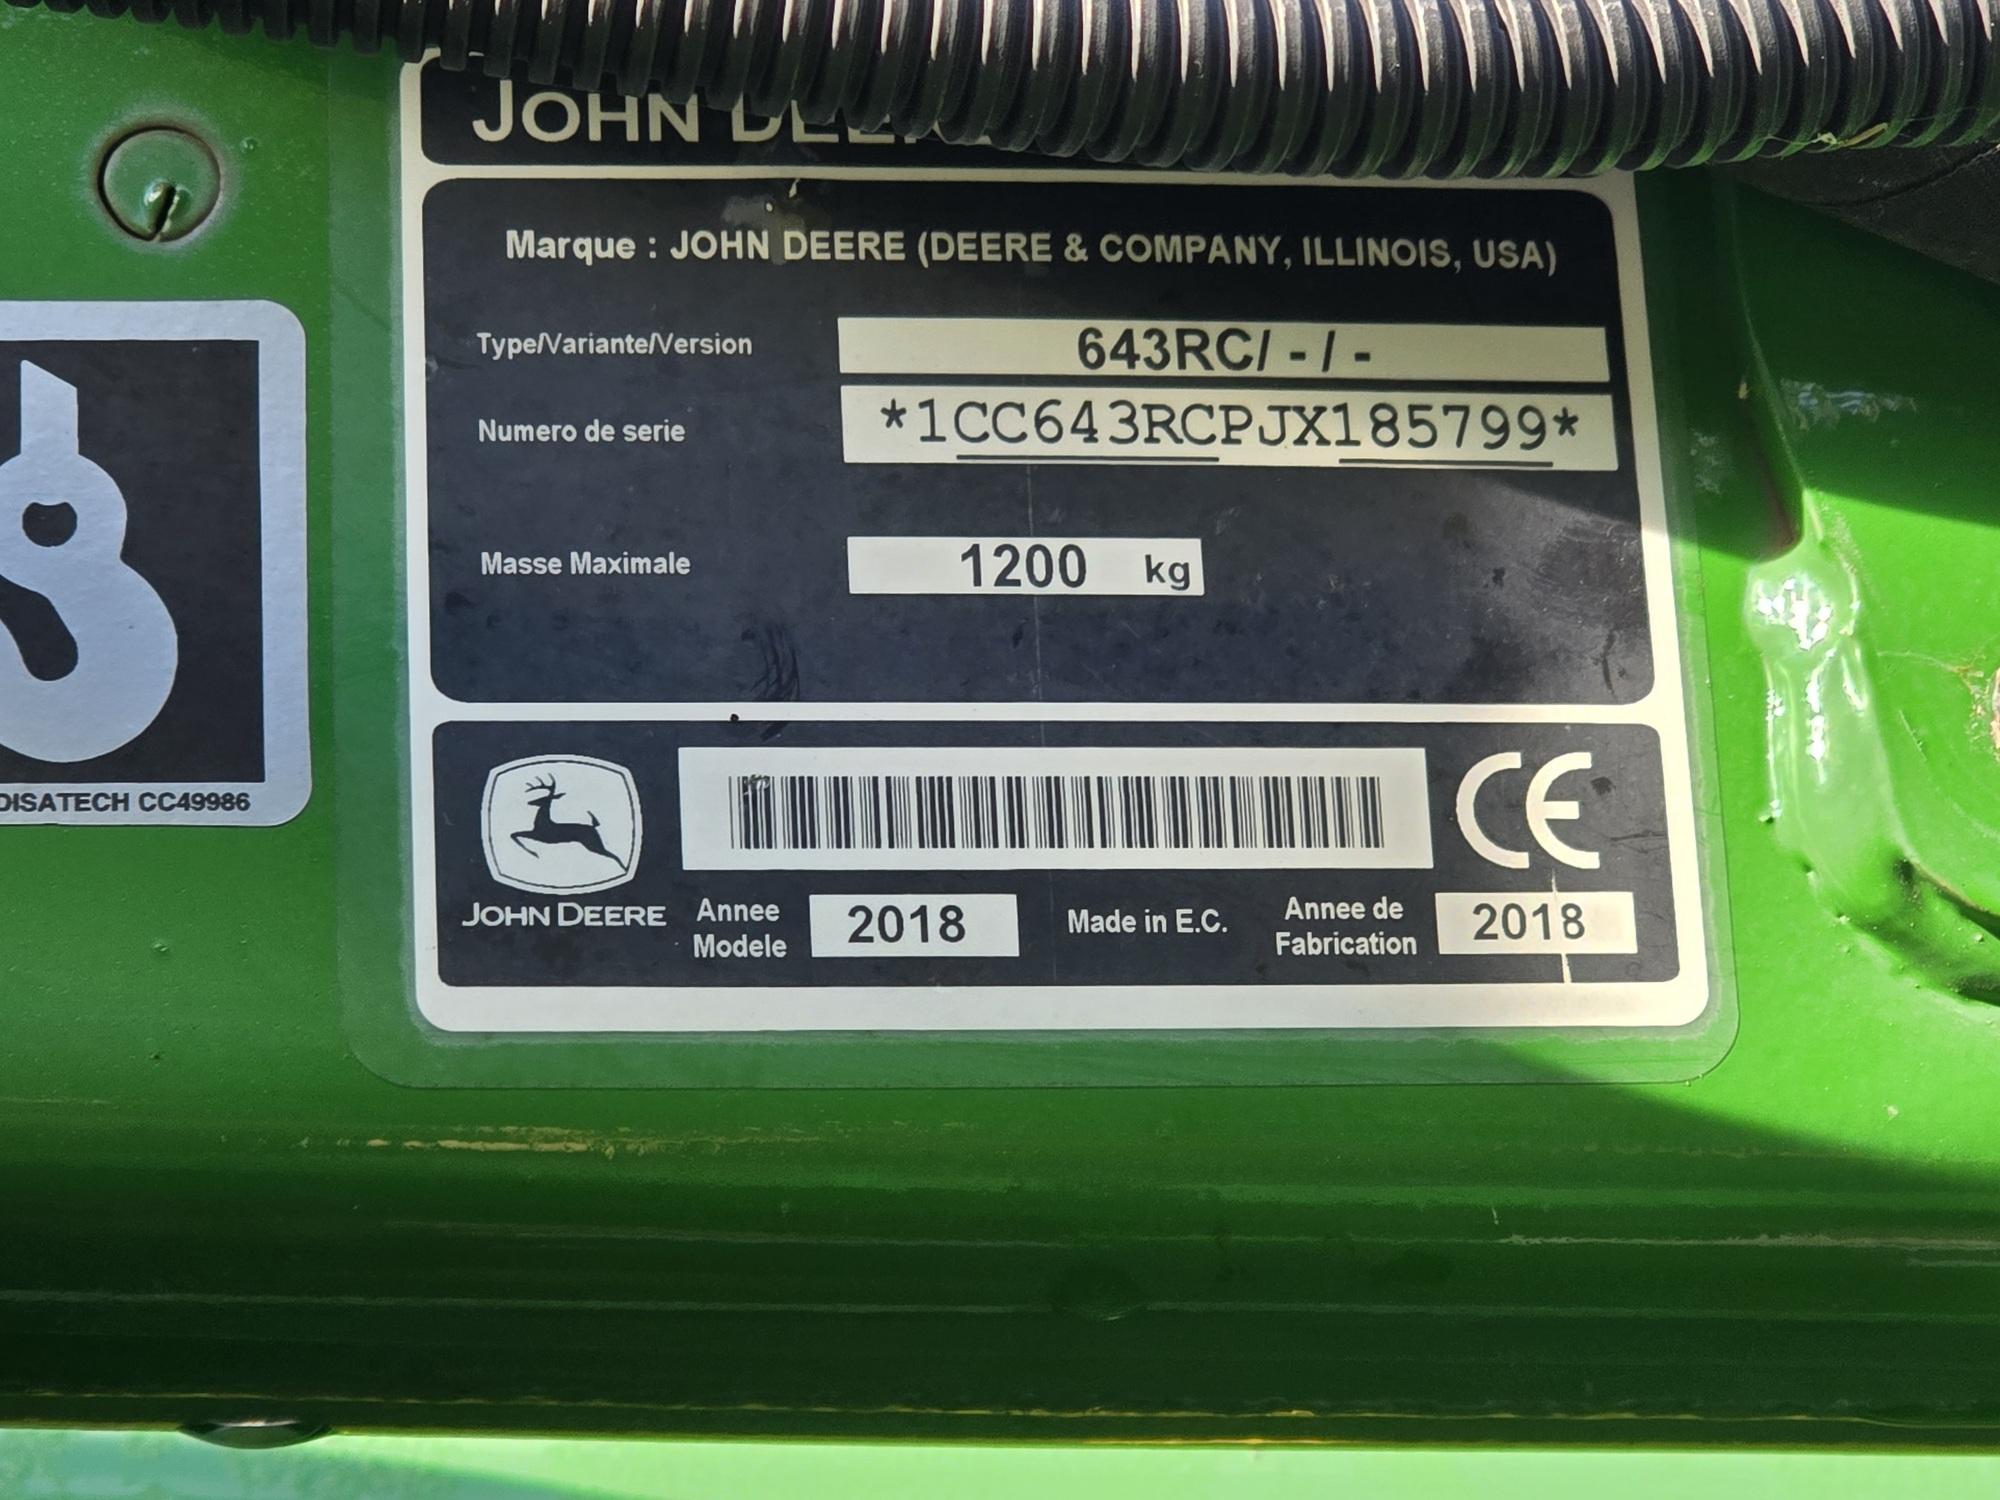 JOHN DEERE
Marque : JOHN DEERE (DEERE & COMPANY, ILLINOIS, USA)
Type/Variante/Version 643RC/ - / -
Numero de serie *1CC643RCPJX185799*
Masse Maximale 1200 kg
DISATECH CC49986
CE
JOHN DEERE
Annee Modele 2018
Made in E.C.
Annee de Fabrication 2018